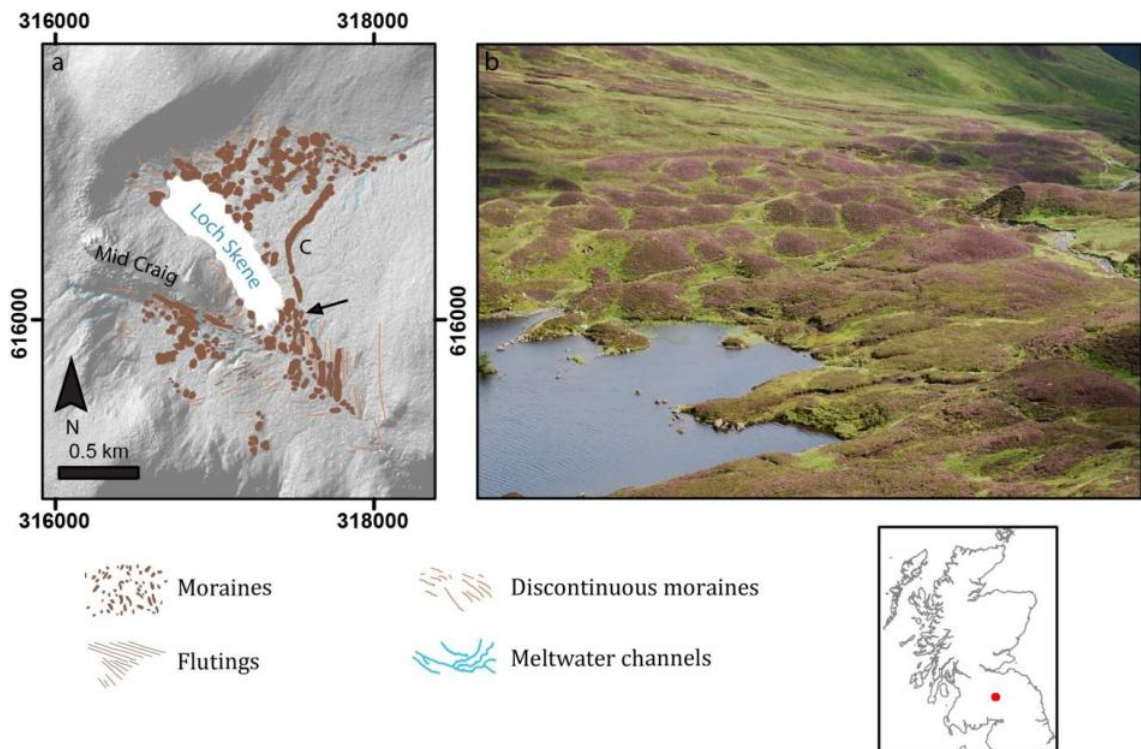 316000
318000
a
b
Loch Skene
C
Mid Craig
616000
616000
N
0.5 km
316000
318000
Moraines
Discontinuous moraines
Flutings
Meltwater channels